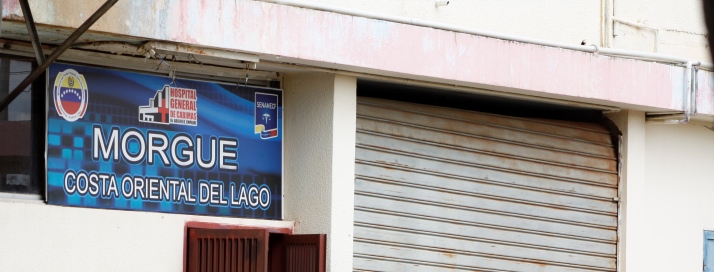 HOSPITAL
GENERAL
DE CABIMAS
SENAMECF
MORGUE
COSTA ORIENTAL DEL LAGO